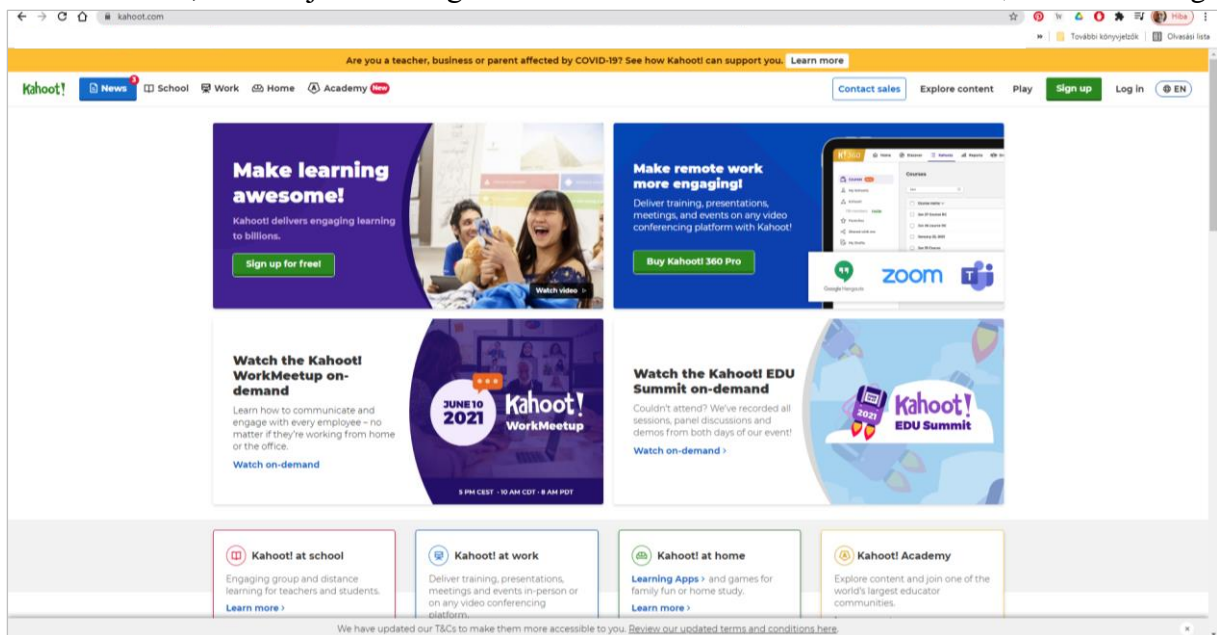 kahoot.com
Hiba
További könyvjelzők
Olvasási lista
Are you a teacher, business or parent affected by COVID-19? See how Kahoot! can support you. Learn more
Kahoot! News 3 School Work Home Academy New Contact sales Explore content Play Sign up Log in EN
Make learning
awesome!
Kahoot! delivers engaging learning
to billions.
Sign up for free!
Watch video
Make remote work
more engaging!
Deliver training, presentations,
meetings, and events on any video
conferencing platform with Kahoot!
Buy Kahoot! 360 Pro
Courses
Google Hangouts
zoom
Watch the Kahoot!
WorkMeetup on-
demand
Learn how to communicate and
engage with every employee – no
matter if they're working from home
or the office.
Watch on-demand
JUNE 10
2021
Kahoot!
WorkMeetup
5 PM CEST · 10 AM CDT · 8 AM PDT
Watch the Kahoot! EDU
Summit on-demand
Couldn't attend? We've recorded all
sessions, panel discussions and
demos from both days of our event!
Watch on-demand ›
2021
Kahoot!
EDU Summit
Kahoot! at school
Engaging group and distance
learning for teachers and students.
Learn more ›
Kahoot! at work
Deliver training, presentations,
meetings and events in-person or
on any video conferencing
platform.
Kahoot! at home
Learning Apps › and games for
family fun or home study.
Learn more ›
Kahoot! Academy
Explore content and join one of the
world's largest educator
communities.
We have updated our T&Cs to make them more accessible to you. Review our updated terms and conditions here.